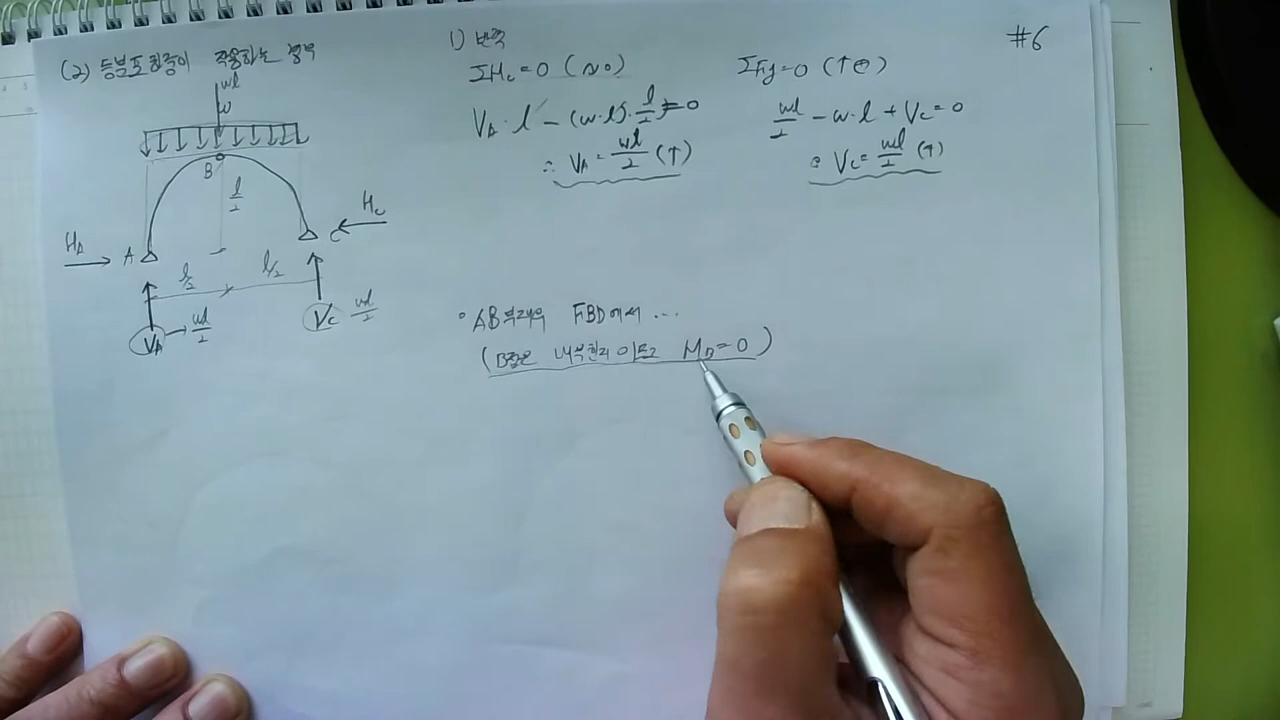 #6
(2) 등분포하중이 작용하는 경우
wl
w
B
l/2
H_A
A
H_C
C
l/2
l/2
V_A → wl/2
V_C = wl/2
1) 반력
ΣM_C=0
V_A·l - (w·l)·l/2 = 0
∴ V_A = wl/2 (↑)
ΣFy=0 (↑⊕)
wl/2 - w·l + V_C = 0
∴ V_C = wl/2 (↑)
∘ AB부재의 FBD에서 ...
(B점은 내부힌지 이므로 M_B=0)